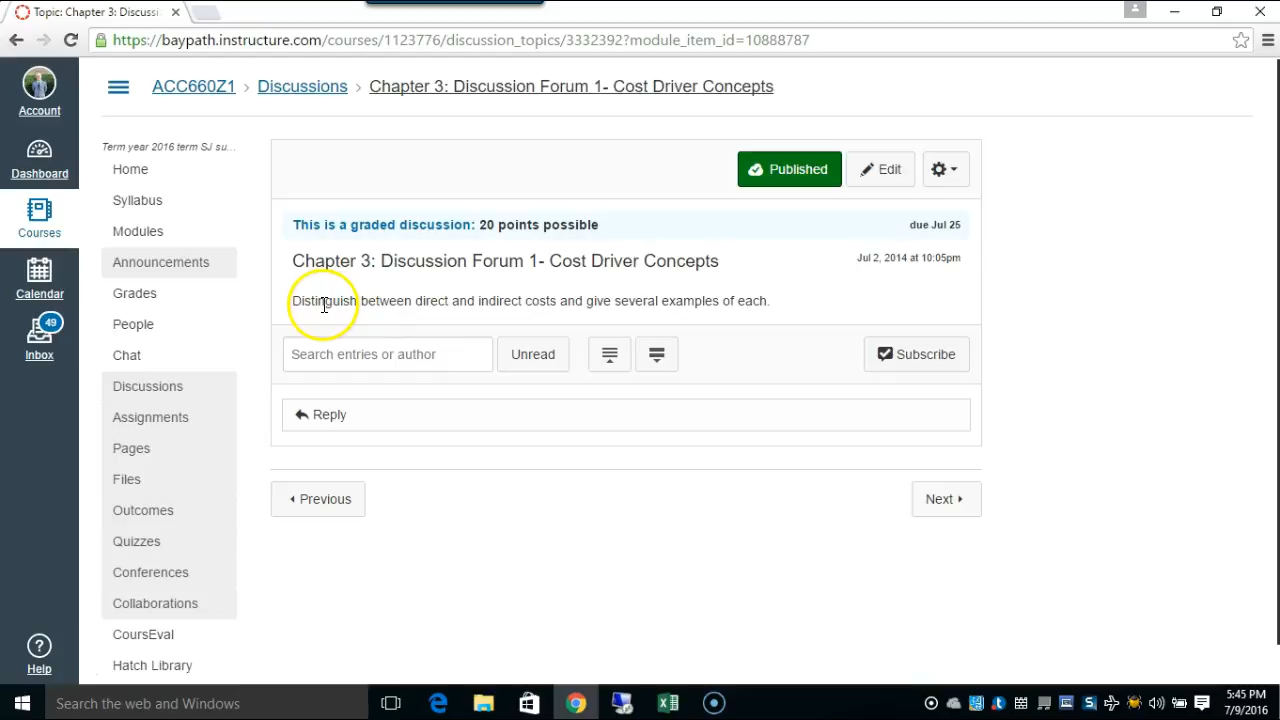 Topic: Chapter 3: Discussi
https://baypath.instructure.com/courses/1123776/discussion_topics/3332392?module_item_id=10888787
ACC660Z1 › Discussions › Chapter 3: Discussion Forum 1- Cost Driver Concepts
Account
Dashboard
Courses
Calendar
49
Inbox
Help
Term year 2016 term SJ su...
Home
Syllabus
Modules
Announcements
Grades
People
Chat
Discussions
Assignments
Pages
Files
Outcomes
Quizzes
Conferences
Collaborations
CoursEval
Hatch Library
Published
Edit
This is a graded discussion: 20 points possible
due Jul 25
Chapter 3: Discussion Forum 1- Cost Driver Concepts
Jul 2, 2014 at 10:05pm
Distinguish between direct and indirect costs and give several examples of each.
Search entries or author
Unread
Subscribe
Reply
Previous
Next
Search the web and Windows
5:45 PM
7/9/2016